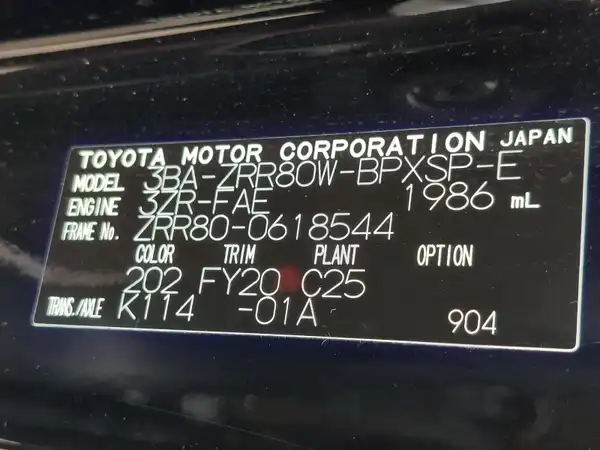 TOYOTA MOTOR CORPORATION JAPAN
MODEL 3BA-ZRR80W-BPXSP-E
ENGINE 3ZR-FAE 1986 mL
FRAME No. ZRR80-0618544
COLOR TRIM PLANT OPTION
202 FY20 C25
TRANS./AXLE K114 -01A 904